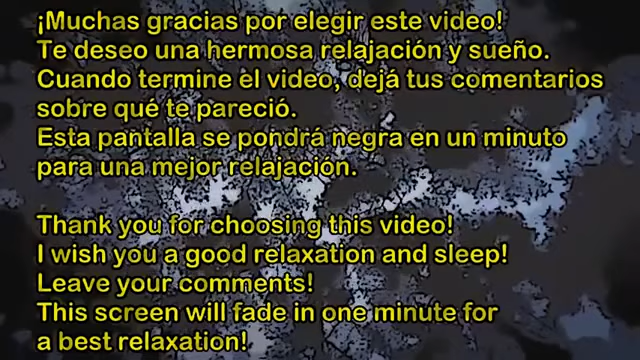 ¡Muchas gracias por elegir este video!
Te deseo una hermosa relajación y sueño.
Cuando termine el video, dejá tus comentarios
sobre qué te pareció.
Esta pantalla se pondrá negra en un minuto
para una mejor relajación.
Thank you for choosing this video!
I wish you a good relaxation and sleep!
Leave your comments!
This screen will fade in one minute for
a best relaxation!